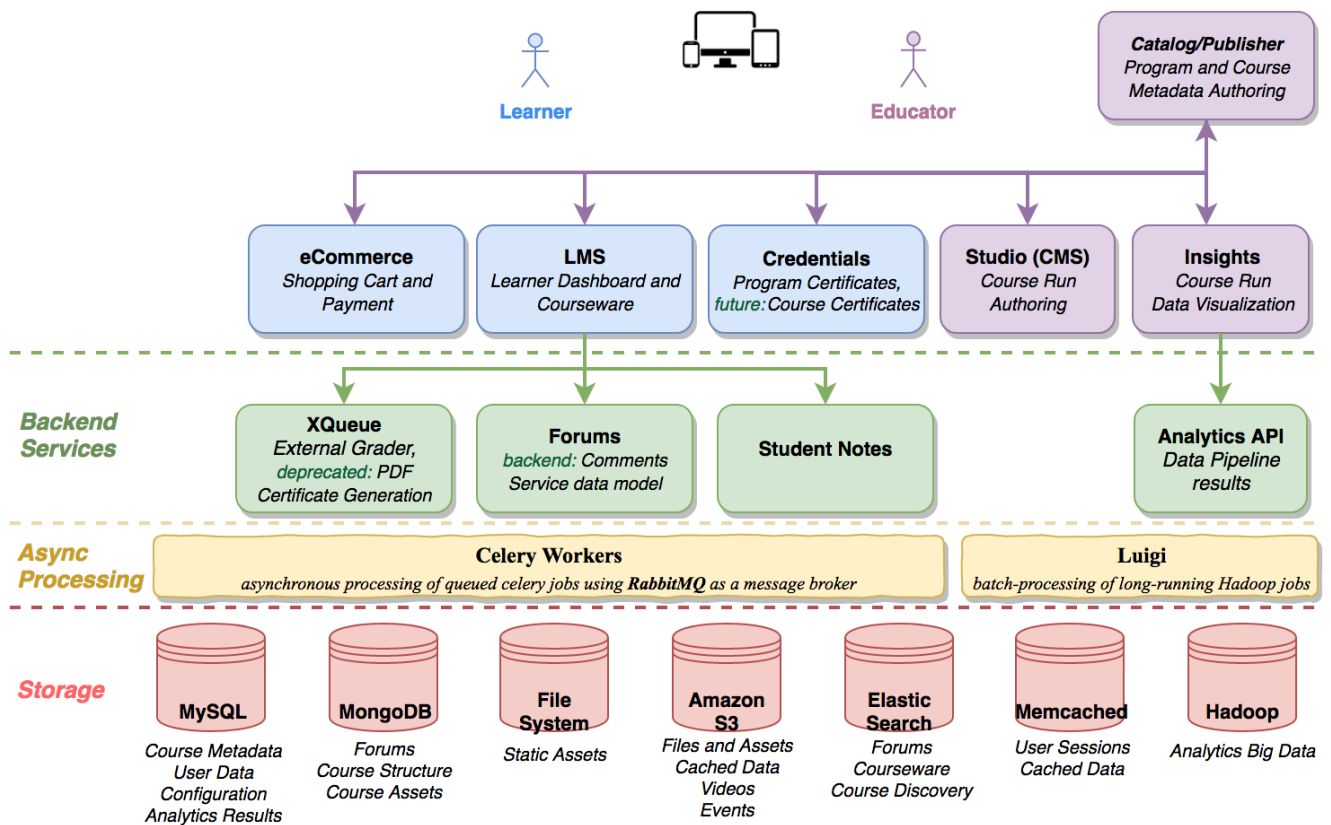 Catalog/Publisher
Program and Course
Metadata Authoring
Learner
Educator
eCommerce
Shopping Cart and
Payment
LMS
Learner Dashboard and
Courseware
Credentials
Program Certificates,
future: Course Certificates
Studio (CMS)
Course Run
Authoring
Insights
Course Run
Data Visualization
Backend
Services
XQueue
External Grader,
deprecated: PDF
Certificate Generation
Forums
backend: Comments
Service data model
Student Notes
Analytics API
Data Pipeline
results
Async
Processing
Celery Workers
asynchronous processing of queued celery jobs using RabbitMQ as a message broker
Luigi
batch-processing of long-running Hadoop jobs
Storage
MySQL
Course Metadata
User Data
Configuration
Analytics Results
MongoDB
Forums
Course Structure
Course Assets
File
System
Static Assets
Amazon
S3
Files and Assets
Cached Data
Videos
Events
Elastic
Search
Forums
Courseware
Course Discovery
Memcached
User Sessions
Cached Data
Hadoop
Analytics Big Data